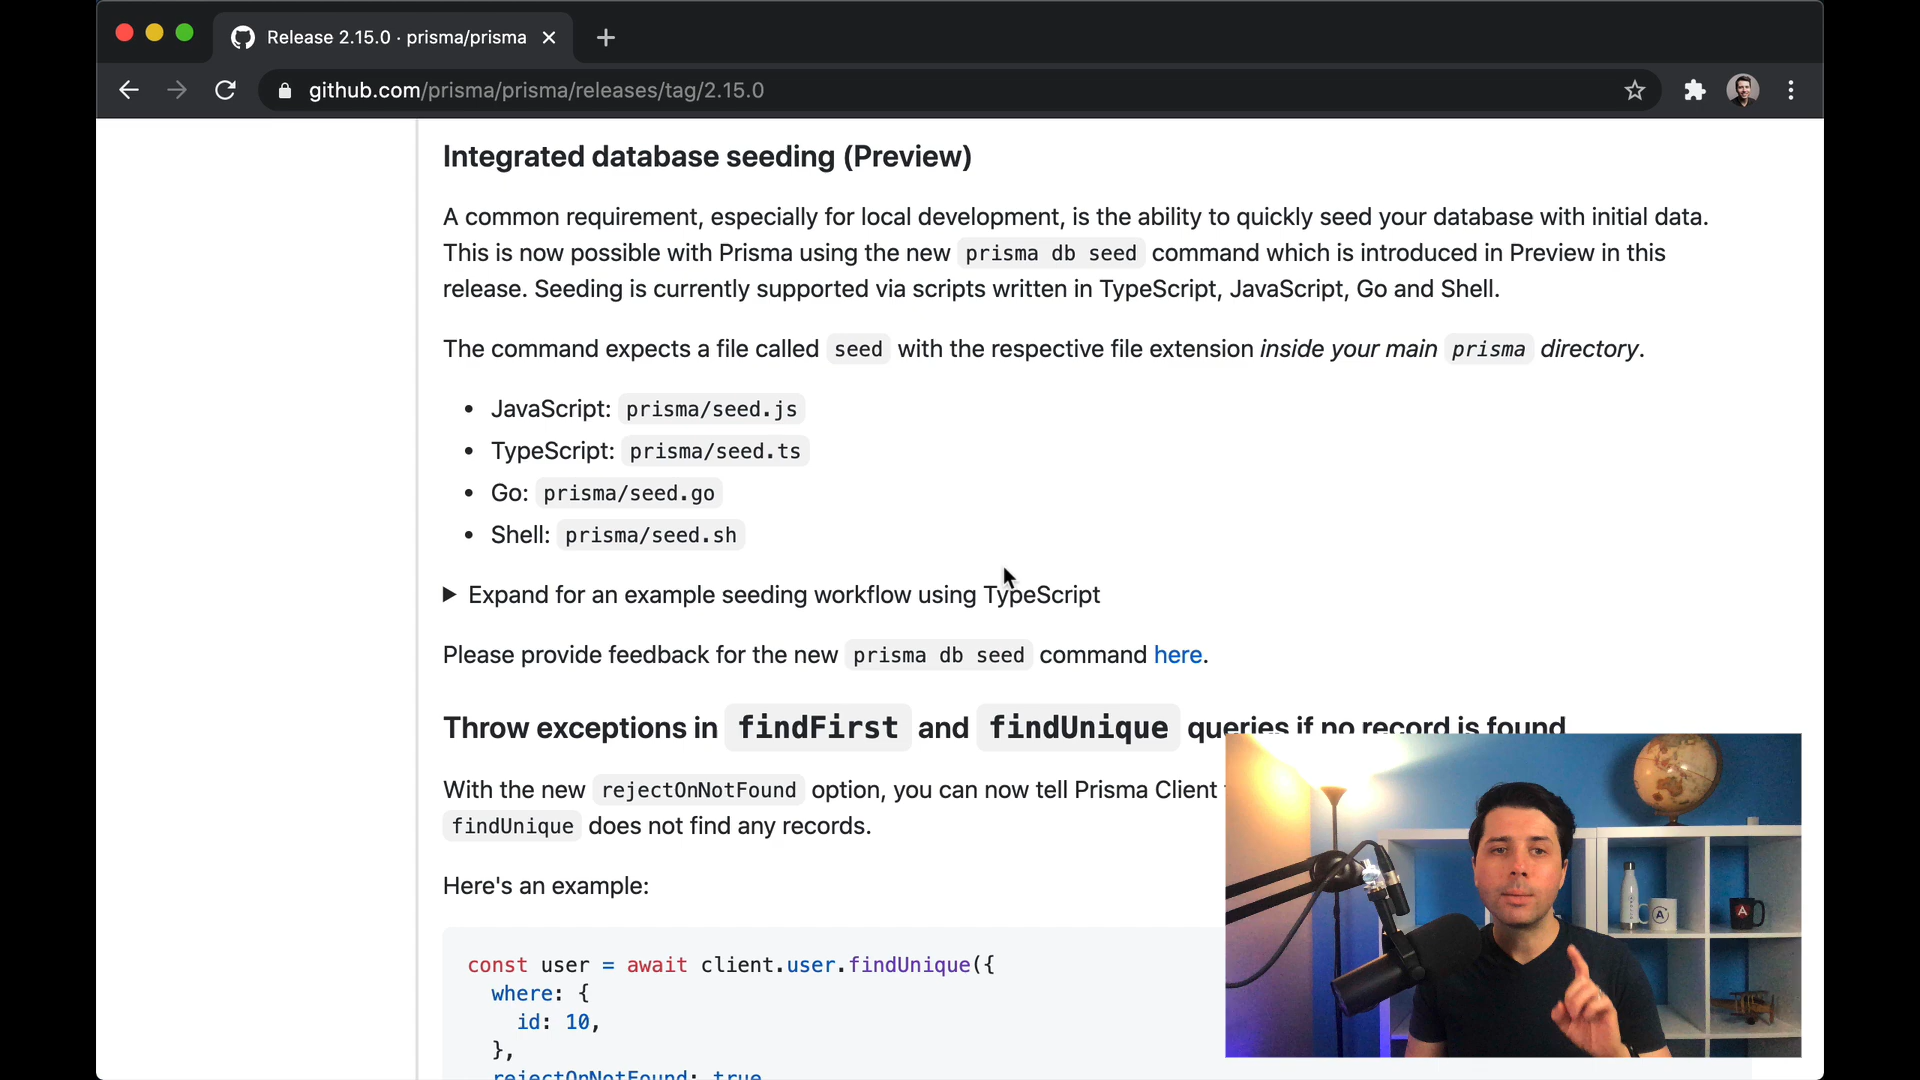 Release 2.15.0 · prisma/prisma
github.com/prisma/prisma/releases/tag/2.15.0
Integrated database seeding (Preview)
A common requirement, especially for local development, is the ability to quickly seed your database with initial data.
This is now possible with Prisma using the new prisma db seed command which is introduced in Preview in this
release. Seeding is currently supported via scripts written in TypeScript, JavaScript, Go and Shell.
The command expects a file called seed with the respective file extension inside your main prisma directory.
• JavaScript: prisma/seed.js
• TypeScript: prisma/seed.ts
• Go: prisma/seed.go
• Shell: prisma/seed.sh
▶ Expand for an example seeding workflow using TypeScript
Please provide feedback for the new prisma db seed command here.
Throw exceptions in findFirst and findUnique queries if no record is found
With the new rejectOnNotFound option, you can now tell Prisma Client
findUnique does not find any records.
Here's an example:
const user = await client.user.findUnique({
where: {
id: 10,
},
rejectOnNotFound: true
A
A